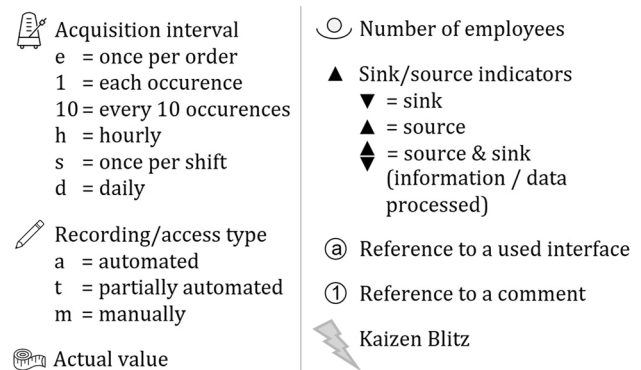 Acquisition interval
e = once per order
1 = each occurence
10 = every 10 occurences
h = hourly
s = once per shift
d = daily
Recording/access type
a = automated
t = partially automated
m = manually
Actual value
Number of employees
▲ Sink/source indicators
▼ = sink
▲ = source
▲▼ = source & sink
(information / data
processed)
ⓐ Reference to a used interface
① Reference to a comment
Kaizen Blitz